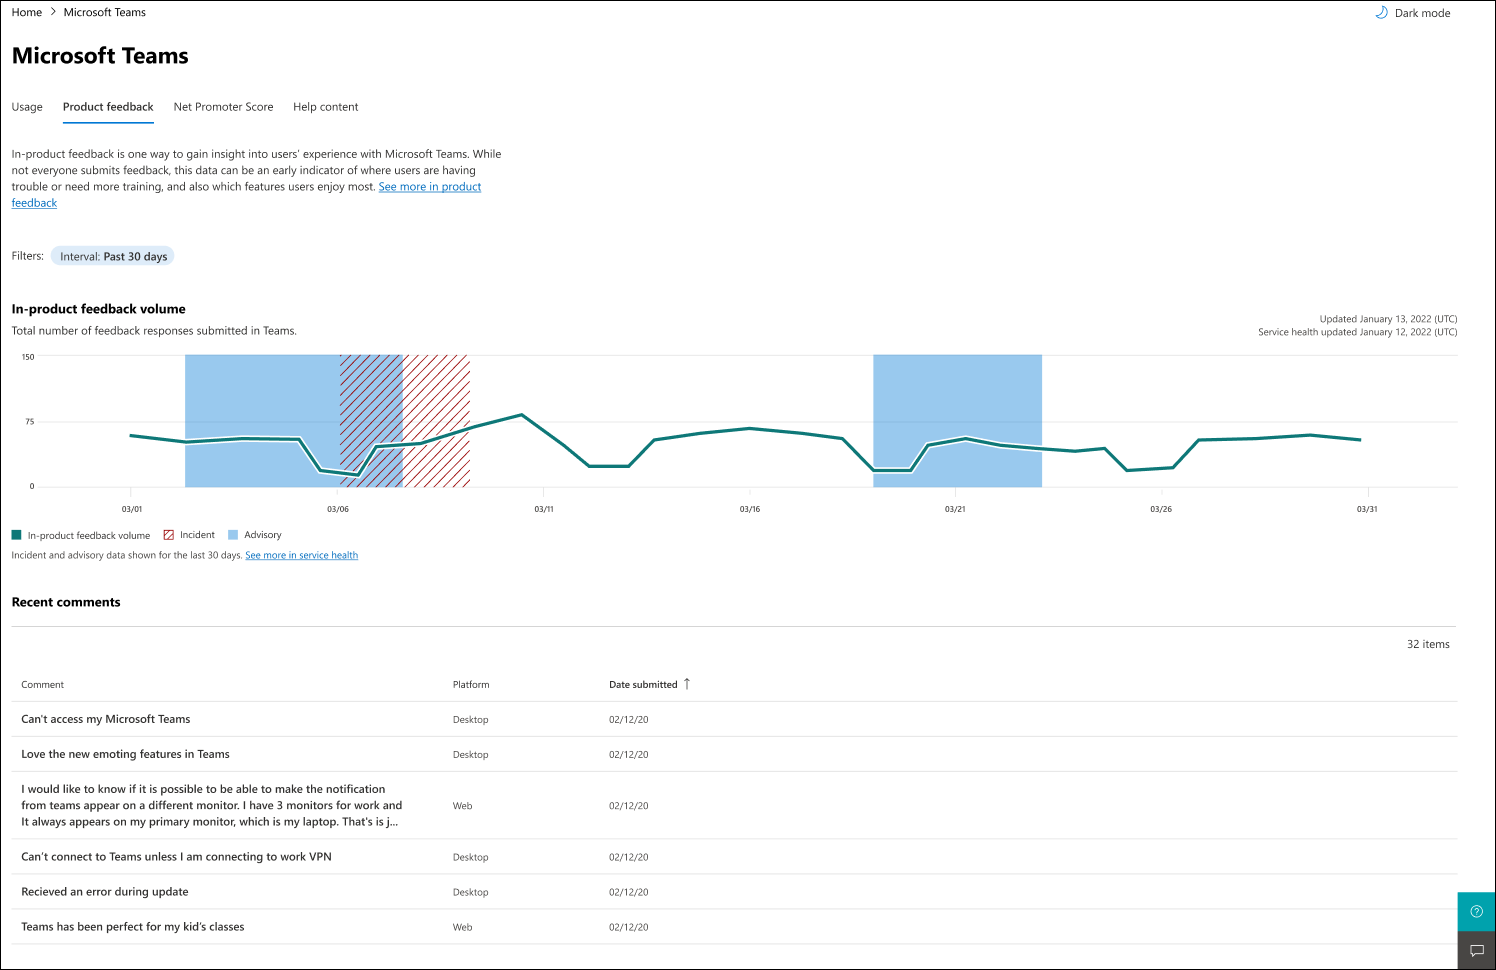 Home > Microsoft Teams
Dark mode
Microsoft Teams
Usage Product feedback Net Promoter Score Help content
In-product feedback is one way to gain insight into users' experience with Microsoft Teams. While
not everyone submits feedback, this data can be an early indicator of where users are having
trouble or need more training, and also which features users enjoy most. See more in product
feedback
Filters: Interval: Past 30 days
In-product feedback volume
Total number of feedback responses submitted in Teams.
Updated January 13, 2022 (UTC)
Service health updated January 12, 2022 (UTC)
150
75
0
03/01 03/06 03/11 03/16 03/21 03/26 03/31
In-product feedback volume Incident Advisory
Incident and advisory data shown for the last 30 days. See more in service health
Recent comments
32 items
Comment Platform Date submitted ↑
Can't access my Microsoft Teams Desktop 02/12/20
Love the new emoting features in Teams Desktop 02/12/20
I would like to know if it is possible to be able to make the notification
from teams appear on a different monitor. I have 3 monitors for work and
It always appears on my primary monitor, which is my laptop. That's is j...
Web 02/12/20
Can't connect to Teams unless I am connecting to work VPN Desktop 02/12/20
Recieved an error during update Desktop 02/12/20
Teams has been perfect for my kid's classes Web 02/12/20